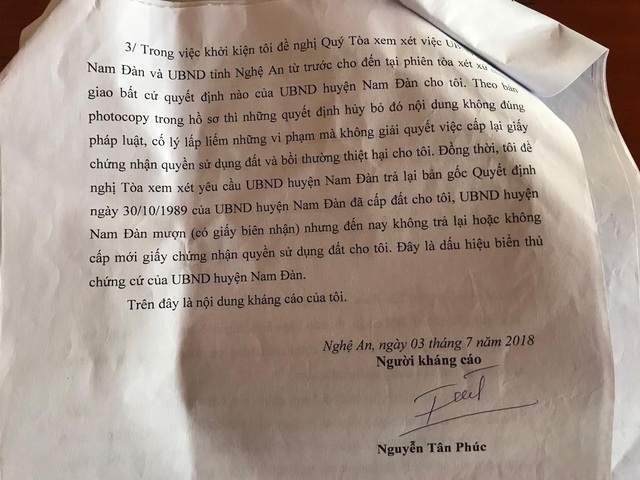 3/ Trong việc khởi kiện tôi đề nghị Quý Tòa xem xét việc
Nam Đàn và UBND tỉnh Nghệ An từ trước cho đến tại phiên tòa xét xử
giao bất cứ quyết định nào của UBND huyện Nam Đàn cho tôi. Theo bản
photocopy trong hồ sơ thì những quyết định hủy bỏ đó nội dung không đúng
pháp luật, cố lý lấp liếm những vi phạm mà không giải quyết việc cấp lại giấy
chứng nhận quyền sử dụng đất và bồi thường thiệt hại cho tôi. Đồng thời, tôi đề
nghị Tòa xem xét yêu cầu UBND huyện Nam Đàn trả lại bản gốc Quyết định
ngày 30/10/1989 của UBND huyện Nam Đàn đã cấp đất cho tôi, UBND huyện
Nam Đàn mượn (có giấy biên nhận) nhưng đến nay không trả lại hoặc không
cấp mới giấy chứng nhận quyền sử dụng đất cho tôi. Đây là dấu hiệu biển thủ
chứng cứ của UBND huyện Nam Đàn.
Trên đây là nội dung kháng cáo của tôi.
Nghệ An, ngày 03 tháng 7 năm 2018
Người kháng cáo
Nguyễn Tân Phúc